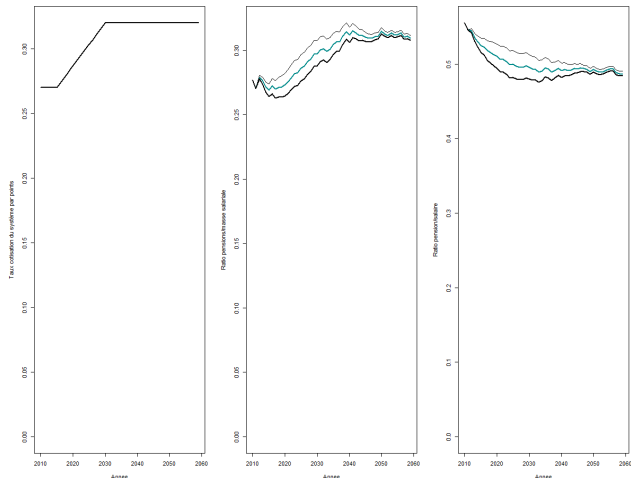 Taux cotisation du système par points
0.00
0.05
0.10
0.15
0.20
0.25
0.30
2010 2020 2030 2040 2050 2060
Annee
Ratio pensions/masse salariale
0.00
0.05
0.10
0.15
0.20
0.25
0.30
2010 2020 2030 2040 2050 2060
Annee
Ratio pension/salaire
0.0
0.1
0.2
0.3
0.4
0.5
2010 2020 2030 2040 2050 2060
Annee